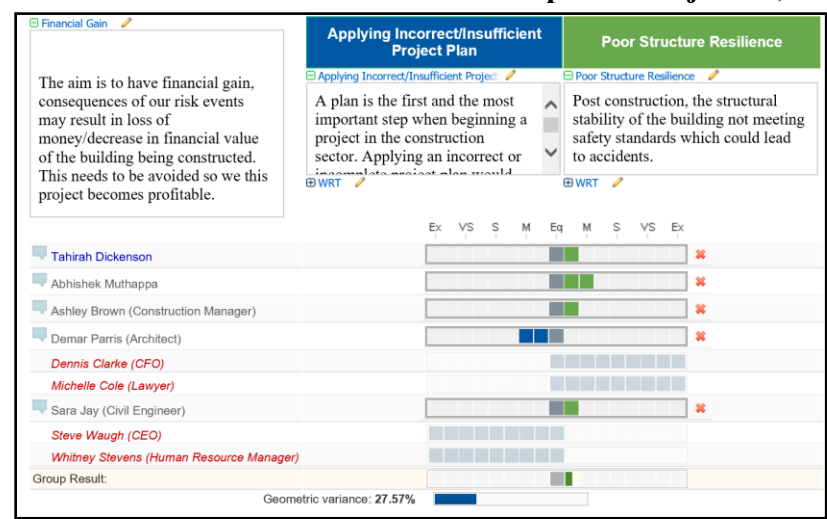 Financial Gain
The aim is to have financial gain,
consequences of our risk events
may result in loss of
money/decrease in financial value
of the building being constructed.
This needs to be avoided so we this
project becomes profitable.
Applying Incorrect/Insufficient
Project Plan
Applying Incorrect/Insufficient Project
A plan is the first and the most
important step when beginning a
project in the construction
sector. Applying an incorrect or
incomplete project plan would
WRT
Poor Structure Resilience
Poor Structure Resilience
Post construction, the structural
stability of the building not meeting
safety standards which could lead
to accidents.
WRT
Ex VS S M Eq M S VS Ex
Tahirah Dickenson
Abhishek Muthappa
Ashley Brown (Construction Manager)
Demar Parris (Architect)
Dennis Clarke (CFO)
Michelle Cole (Lawyer)
Sara Jay (Civil Engineer)
Steve Waugh (CEO)
Whitney Stevens (Human Resource Manager)
Group Result:
Geometric variance: 27.57%